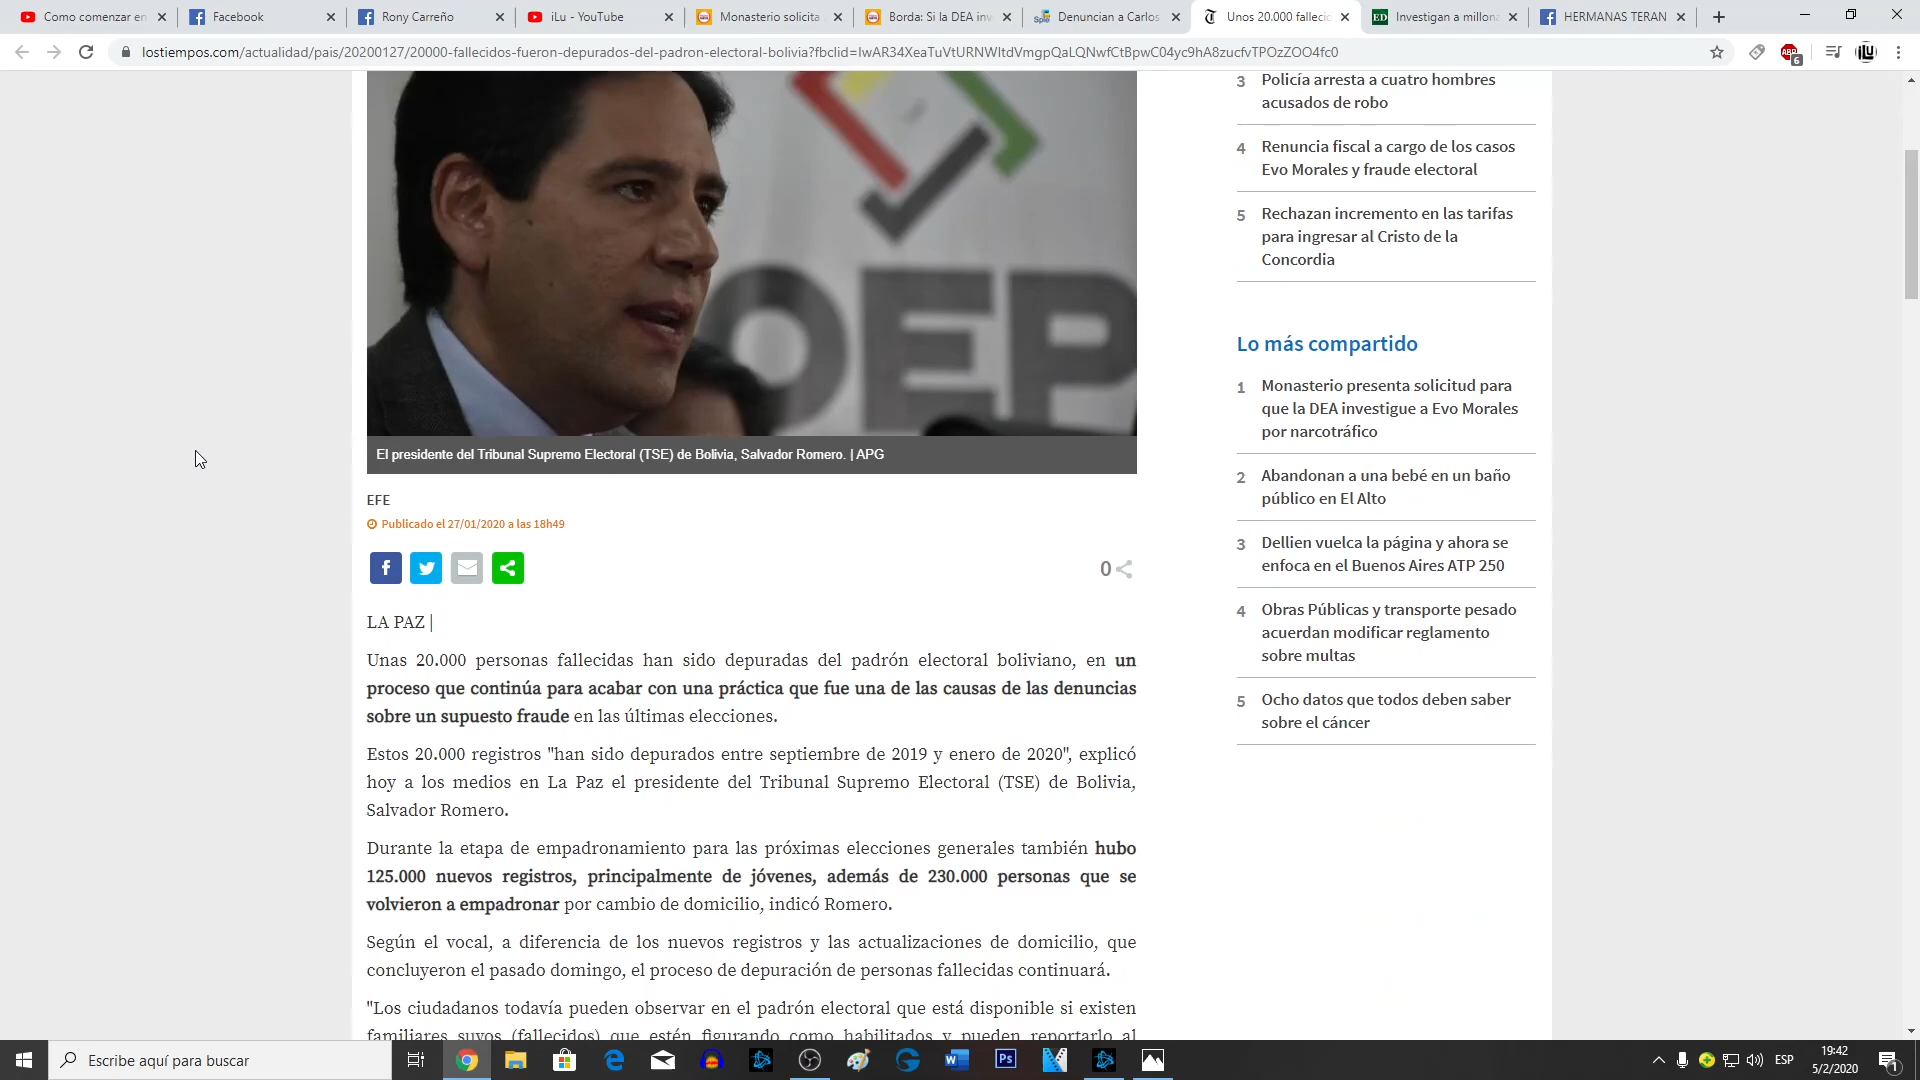 Como comenzar en
Facebook
Rony Carreño
iLu - YouTube
Monasterio solicita
Borda: Si la DEA inv
Denuncian a Carlos
Unos 20.000 fallecid
Investigan a millona
HERMANAS TERAN
lostiempos.com/actualidad/pais/20200127/20000-fallecidos-fueron-depurados-del-padron-electoral-bolivia?fbclid=IwAR34XeaTuVtURNWItdVmgpQaLQNwfCtBpwC04yc9hA8zucfvTPOzZOO4fc0
OEP
El presidente del Tribunal Supremo Electoral (TSE) de Bolivia, Salvador Romero. | APG
EFE
Publicado el 27/01/2020 a las 18h49
0
LA PAZ |
Unas 20.000 personas fallecidas han sido depuradas del padrón electoral boliviano, en un
proceso que continúa para acabar con una práctica que fue una de las causas de las denuncias
sobre un supuesto fraude en las últimas elecciones.
Estos 20.000 registros "han sido depurados entre septiembre de 2019 y enero de 2020", explicó
hoy a los medios en La Paz el presidente del Tribunal Supremo Electoral (TSE) de Bolivia,
Salvador Romero.
Durante la etapa de empadronamiento para las próximas elecciones generales también hubo
125.000 nuevos registros, principalmente de jóvenes, además de 230.000 personas que se
volvieron a empadronar por cambio de domicilio, indicó Romero.
Según el vocal, a diferencia de los nuevos registros y las actualizaciones de domicilio, que
concluyeron el pasado domingo, el proceso de depuración de personas fallecidas continuará.
"Los ciudadanos todavía pueden observar en el padrón electoral que está disponible si existen
familiares suyos (fallecidos) que estén figurando como habilitados y pueden reportarlo al
3 Policía arresta a cuatro hombres
acusados de robo
4 Renuncia fiscal a cargo de los casos
Evo Morales y fraude electoral
5 Rechazan incremento en las tarifas
para ingresar al Cristo de la
Concordia
Lo más compartido
1 Monasterio presenta solicitud para
que la DEA investigue a Evo Morales
por narcotráfico
2 Abandonan a una bebé en un baño
público en El Alto
3 Dellien vuelca la página y ahora se
enfoca en el Buenos Aires ATP 250
4 Obras Públicas y transporte pesado
acuerdan modificar reglamento
sobre multas
5 Ocho datos que todos deben saber
sobre el cáncer
Escribe aquí para buscar
ESP
19:42
5/2/2020